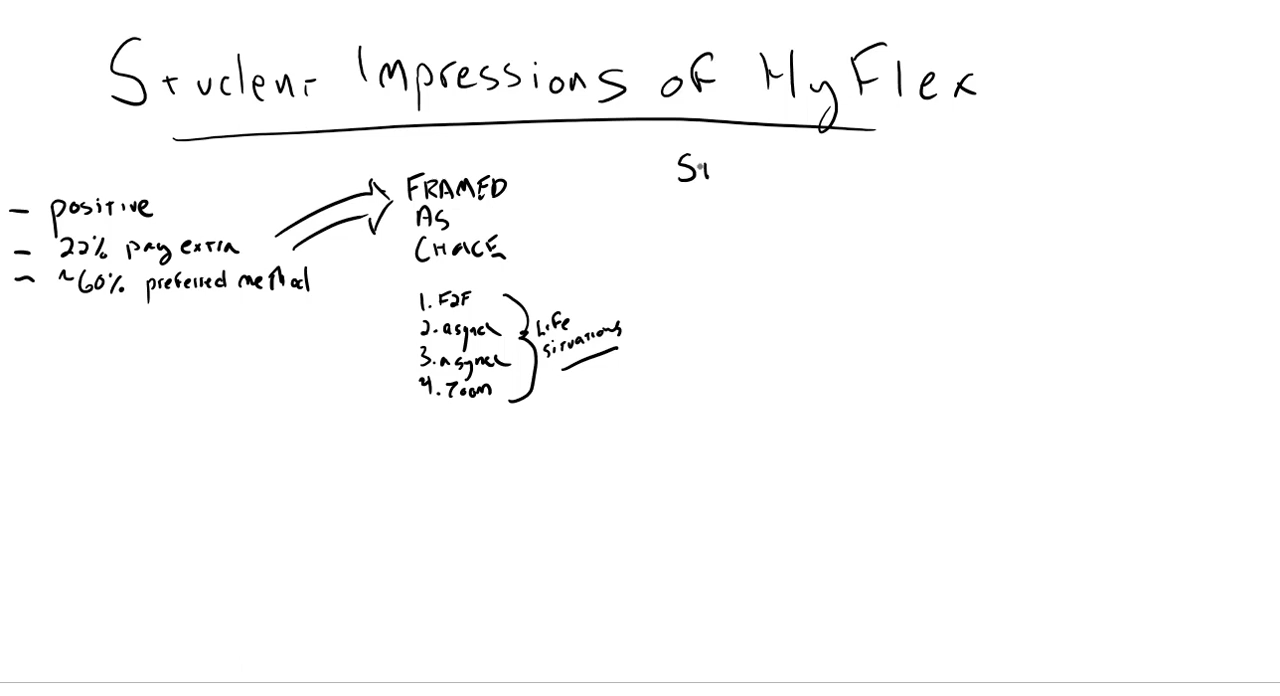 Student Impressions of HyFlex
- positive
- 22% pay extra
- ~60% preferred method
FRAMED
AS
CHOICE
1. F2F
2. async
3. async
4. Zoom
Life
situations
St